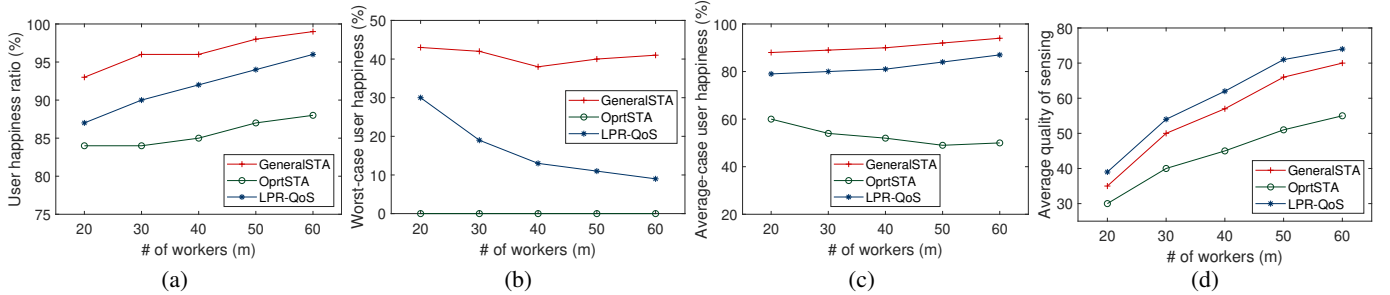 User happiness ratio (%)
100
95
90
85
80
75
20 30 40 50 60
# of workers (m)
GeneralSTA
OprtSTA
LPR-QoS
(a)
Worst-case user happiness (%)
50
40
30
20
10
0
20 30 40 50 60
# of workers (m)
GeneralSTA
OprtSTA
LPR-QoS
(b)
Average-case user happiness (%)
100
80
60
40
20
20 30 40 50 60
# of workers (m)
GeneralSTA
OprtSTA
LPR-QoS
(c)
Average quality of sensing
80
70
60
50
40
30
20 30 40 50 60
# of workers (m)
GeneralSTA
OprtSTA
LPR-QoS
(d)